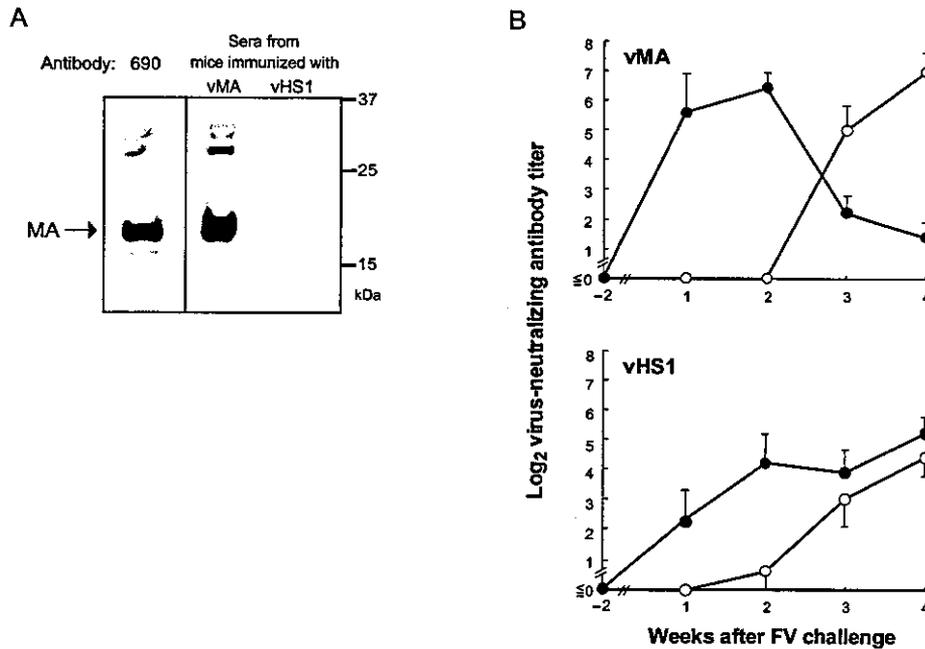 A
Antibody: 690
Sera from
mice immunized with
vMA vHS1
37
25
MA
15
kDa
B
Log2 virus-neutralizing antibody titer
vMA
8
7
6
5
4
3
2
1
≦0
−2 1 2 3 4
vHS1
8
7
6
5
4
3
2
1
≦0
−2 1 2 3 4
Weeks after FV challenge